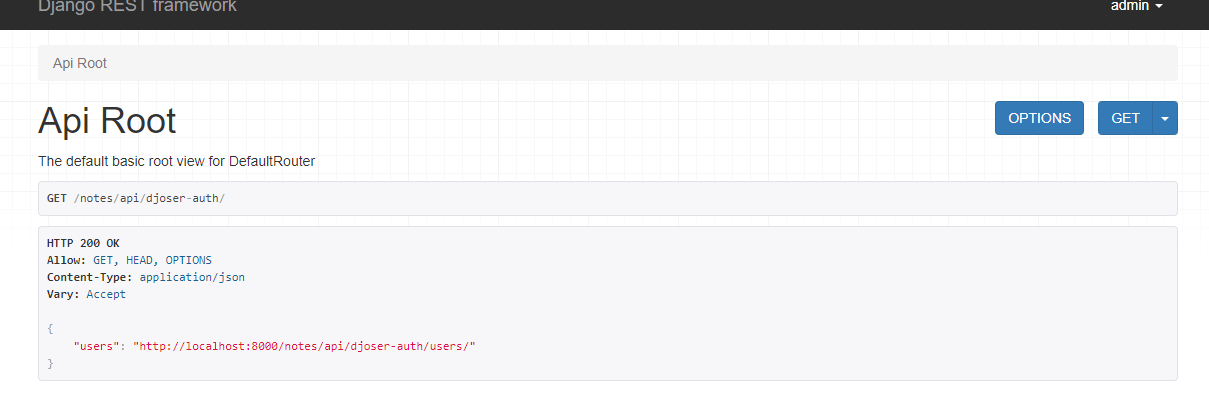 Django REST framework
admin
Api Root
Api Root
OPTIONS
GET
The default basic root view for DefaultRouter
GET /notes/api/djoser-auth/
HTTP 200 OK
Allow: GET, HEAD, OPTIONS
Content-Type: application/json
Vary: Accept
{
"users": "http://localhost:8000/notes/api/djoser-auth/users/"
}